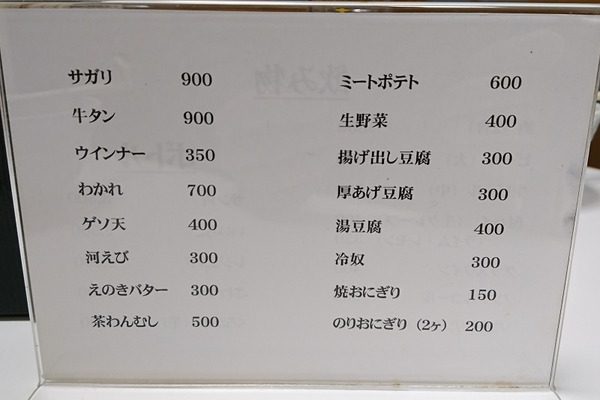 サガリ 900
牛タン 900
ウインナー 350
わかれ 700
ゲソ天 400
河えび 300
えのきバター 300
茶わんむし 500
ミートポテト 600
生野菜 400
揚げ出し豆腐 300
厚あげ豆腐 300
湯豆腐 400
冷奴 300
焼おにぎり 150
のりおにぎり（2ヶ） 200
飲み物